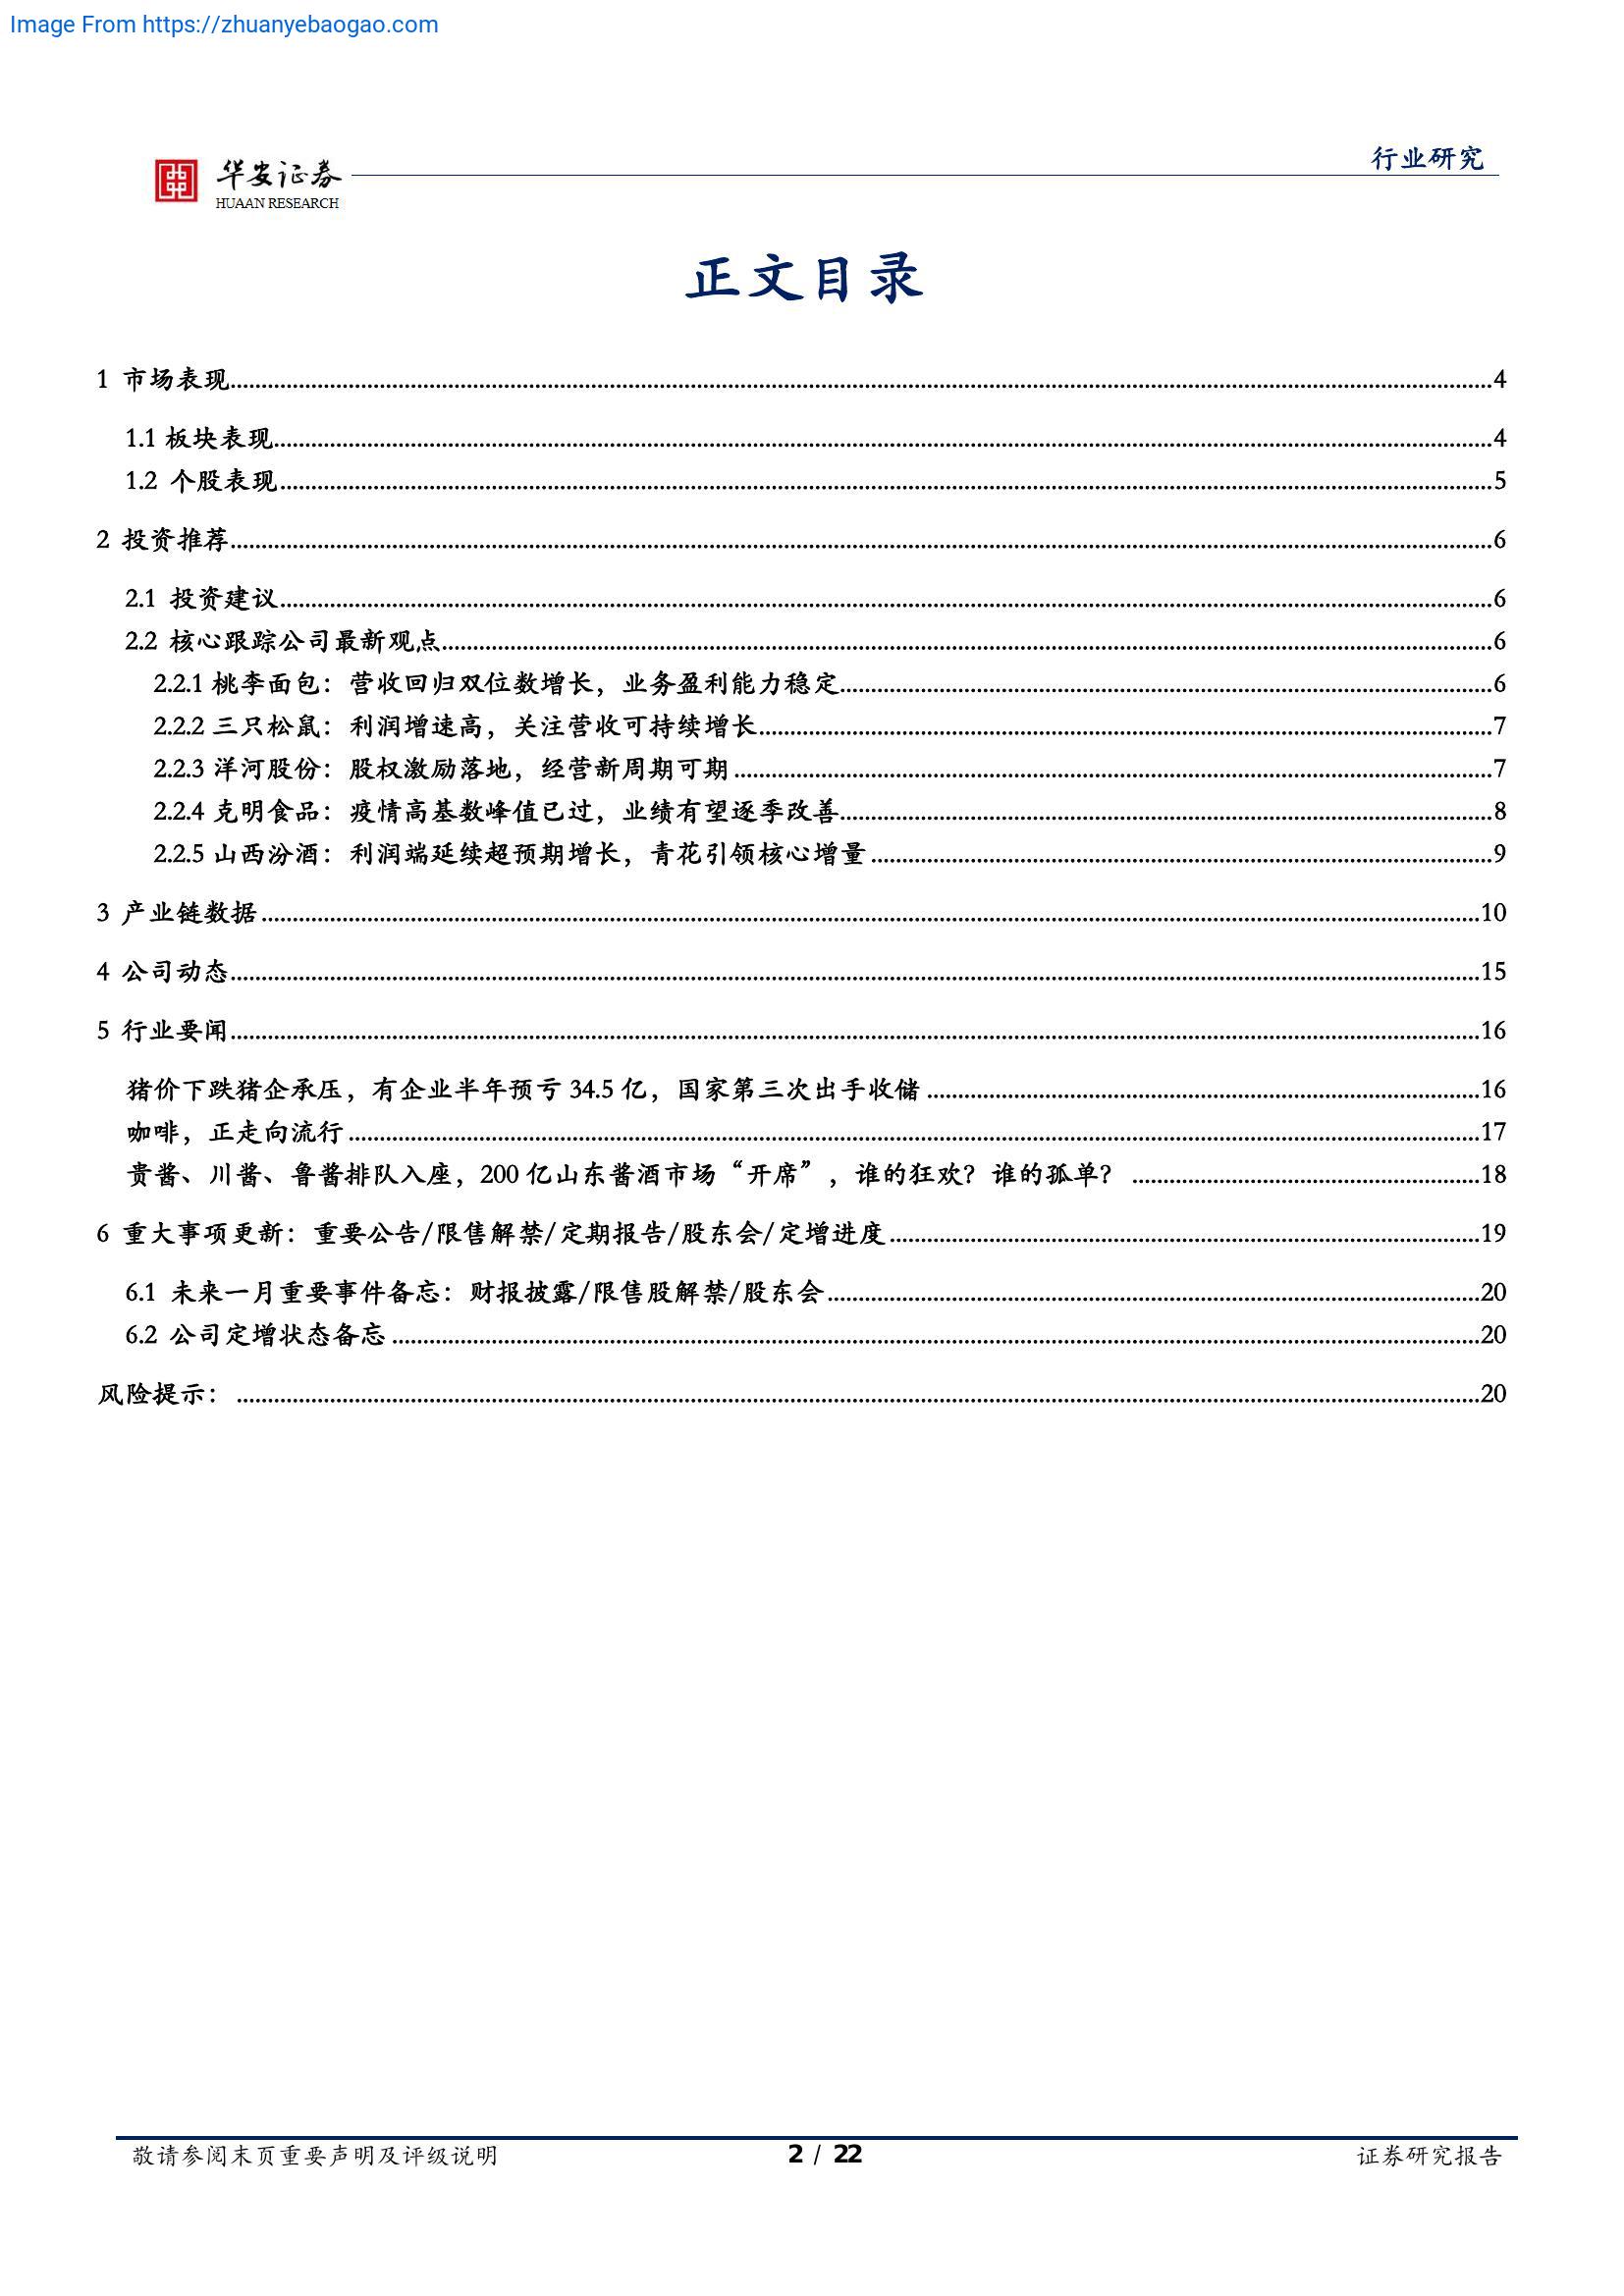 Image From https://zhuanyebaogao.com
行业研究
华安证券
HUAAN RESEARCH
正文目录
1 市场表现 4
1.1 板块表现 4
1.2 个股表现 5
2 投资推荐 6
2.1 投资建议 6
2.2 核心跟踪公司最新观点 6
2.2.1 桃李面包：营收回归双位数增长，业务盈利能力稳定 6
2.2.2 三只松鼠：利润增速高，关注营收可持续增长 7
2.2.3 洋河股份：股权激励落地，经营新周期可期 7
2.2.4 克明食品：疫情高基数峰值已过，业绩有望逐季改善 8
2.2.5 山西汾酒：利润端延续超预期增长，青花引领核心增量 9
3 产业链数据 10
4 公司动态 15
5 行业要闻 16
猪价下跌猪企承压，有企业半年预亏 34.5 亿，国家第三次出手收储 16
咖啡，正走向流行 17
贵酱、川酱、鲁酱排队入座，200 亿山东酱酒市场“开席”，谁的狂欢？谁的孤单？ 18
6 重大事项更新：重要公告/限售解禁/定期报告/股东会/定增进度 19
6.1 未来一月重要事件备忘：财报披露/限售股解禁/股东会 20
6.2 公司定增状态备忘 20
风险提示： 20
敬请参阅末页重要声明及评级说明
2 / 22
证券研究报告